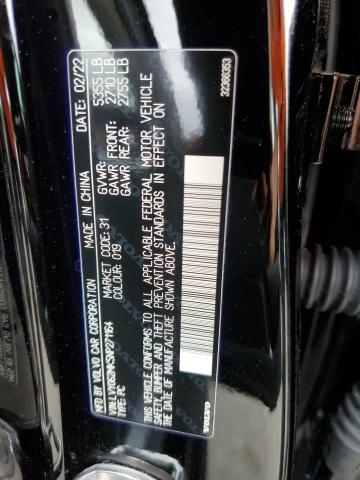 MFD BY VOLVO CAR CORPORATION MADE IN CHINA DATE: 02/22
GVWR: 5355 LB
MARKET CODE: 31 GAWR FRONT: 2710 LB
COLOUR: 019 GAWR REAR: 2755 LB
TYPE: PC
THIS VEHICLE CONFORMS TO ALL APPLICABLE FEDERAL MOTOR VEHICLE
SAFETY, BUMPER AND THEFT PREVENTION STANDARDS IN EFFECT ON THE
DATE OF MANUFACTURE SHOWN ABOVE.
VOLVO
32366353